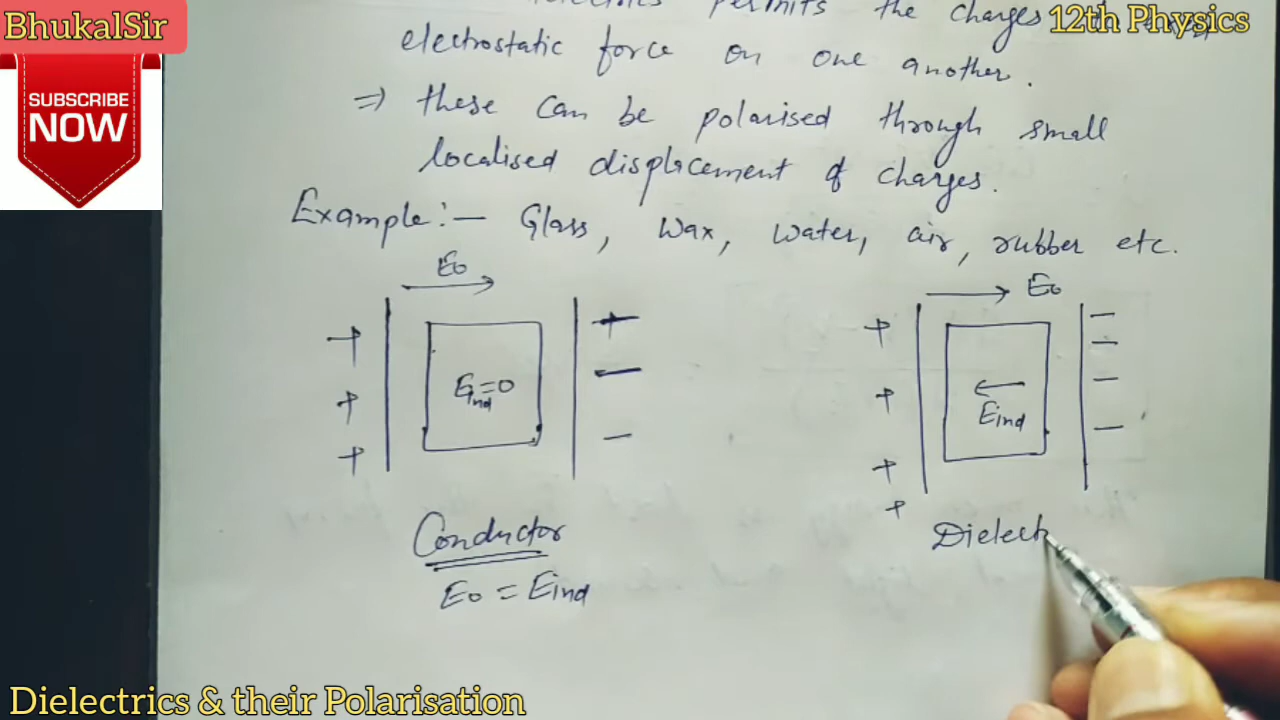 BhukalSir
12th Physics
SUBSCRIBE
NOW
permits the charges
electrostatic force on one another.
⇒ these can be polarised through small
localised displacement of charges.
Example:— Glass, wax, water, air, rubber etc.
E₀
E₀
+ + + +
+ + + +
— —
— — — —
Eind=0
Eind
Conductor
Dielect
E₀ = Eind
Dielectrics & their Polarisation